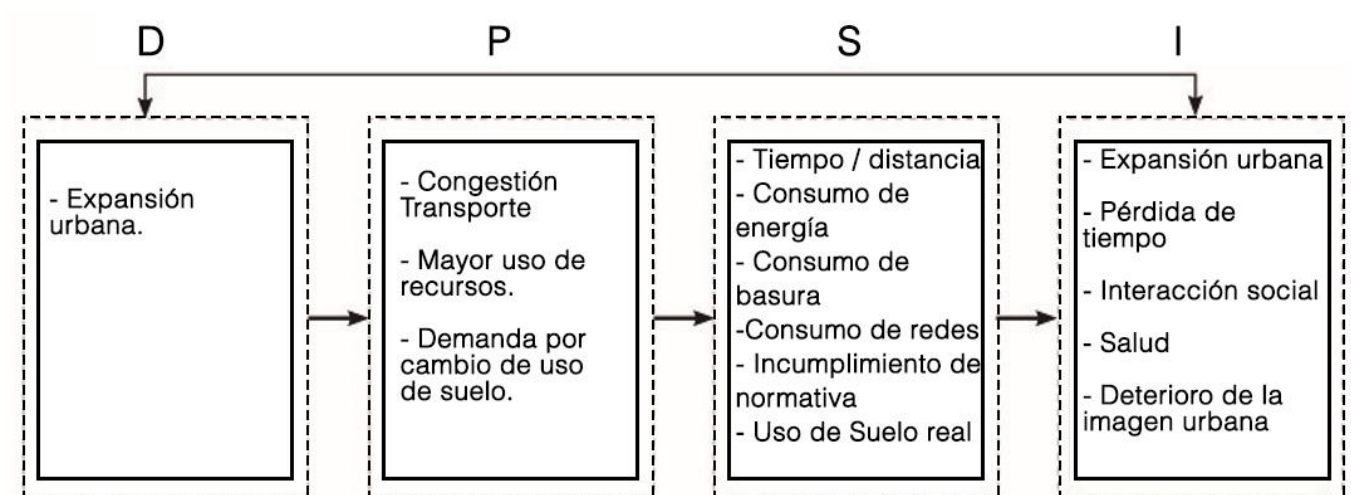 D
P
S
I
- Expansión
urbana.
- Congestión
Transporte
- Mayor uso de
recursos.
- Demanda por
cambio de uso
de suelo.
- Tiempo / distancia
- Consumo de
energía
- Consumo de
basura
-Consumo de redes
- Incumplimiento de
normativa
- Uso de Suelo real
- Expansión urbana
- Pérdida de
tiempo
- Interacción social
- Salud
- Deterioro de la
imagen urbana